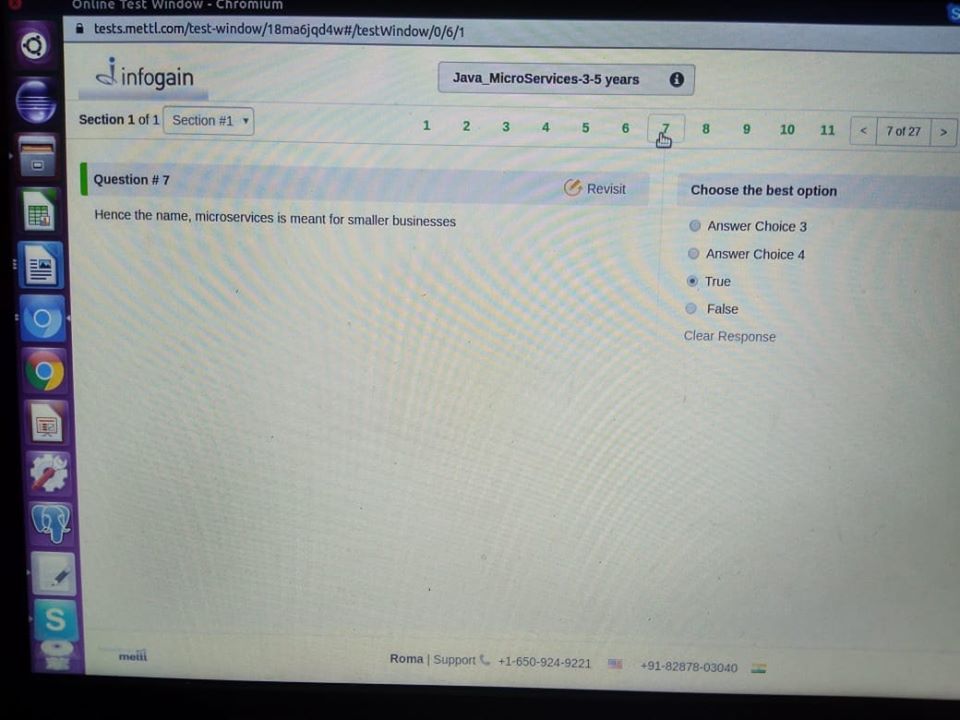 Online Test Window - Chromium
tests.mettl.com/test-window/18ma6jqd4w#/testWindow/0/6/1
infogain
Java_MicroServices-3-5 years
Section 1 of 1 Section #1
1 2 3 4 5 6 7 8 9 10 11 < 7 of 27 >
Question # 7
Revisit
Hence the name, microservices is meant for smaller businesses
Choose the best option
Answer Choice 3
Answer Choice 4
True
False
Clear Response
S
S
mettl
Roma | Support +1-650-924-9221 +91-82878-03040